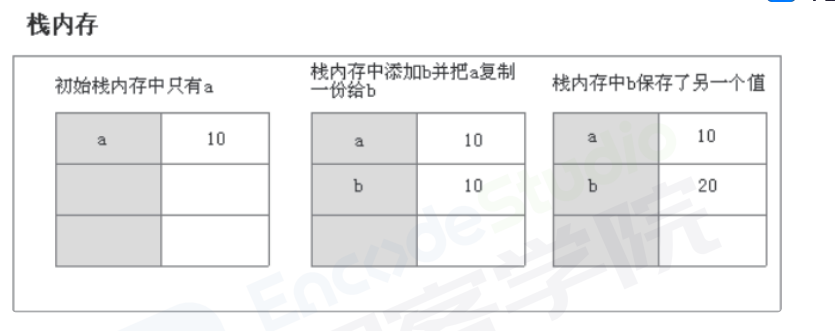 栈内存
初始栈内存中只有a
栈内存中添加b并把a复制
一份给b
栈内存中b保存了另一个值
a 10
a 10
b 10
a 10
b 20
EncodeStudio